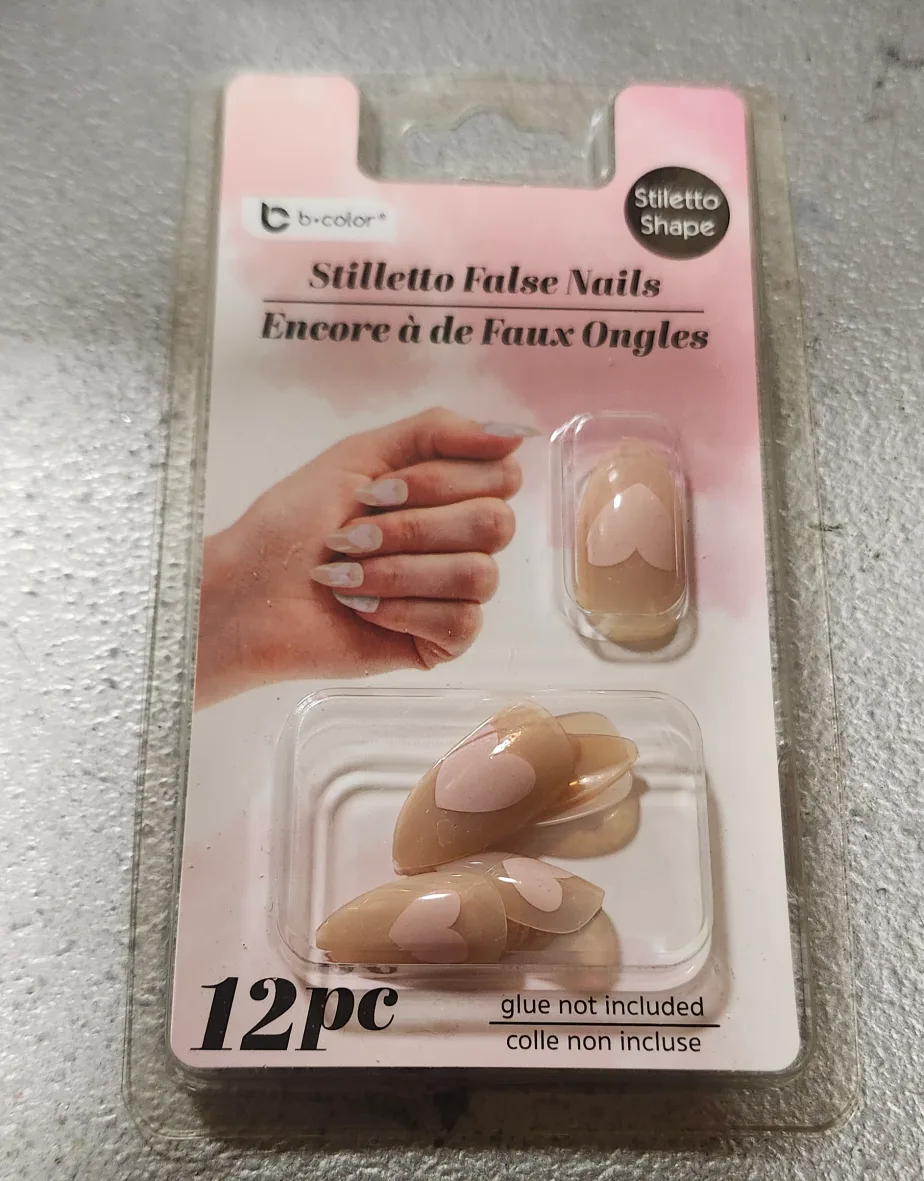 b•color®
Stiletto
Shape
Stilletto False Nails
Encore à de Faux Ongles
12pc
glue not included
colle non incluse